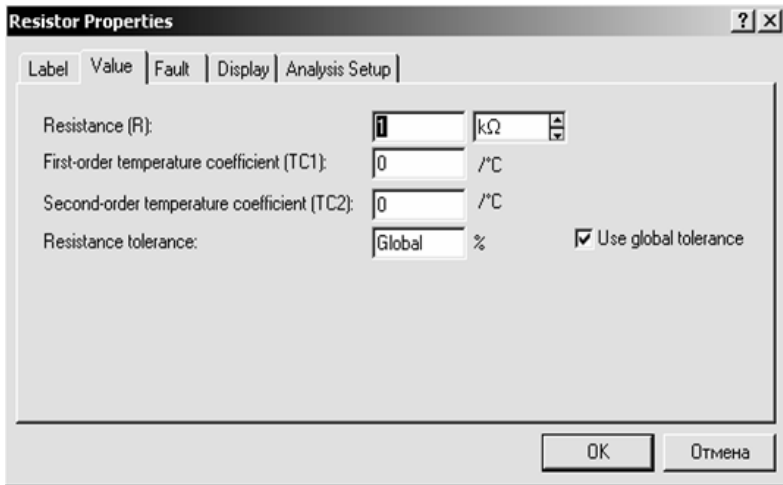 Resistor Properties ? ×
Label Value Fault Display Analysis Setup
Resistance (R): 1 kΩ
First-order temperature coefficient (TC1): 0 /°C
Second-order temperature coefficient (TC2): 0 /°C
Resistance tolerance: Global % Use global tolerance
OK Отмена